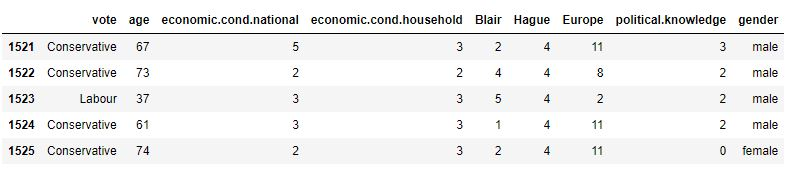 vote age economic.cond.national economic.cond.household Blair Hague Europe political.knowledge gender
1521 Conservative 67 5 3 2 4 11 3 male
1522 Conservative 73 2 2 4 4 8 2 male
1523 Labour 37 3 3 5 4 2 2 male
1524 Conservative 61 3 3 1 4 11 2 male
1525 Conservative 74 2 3 2 4 11 0 female